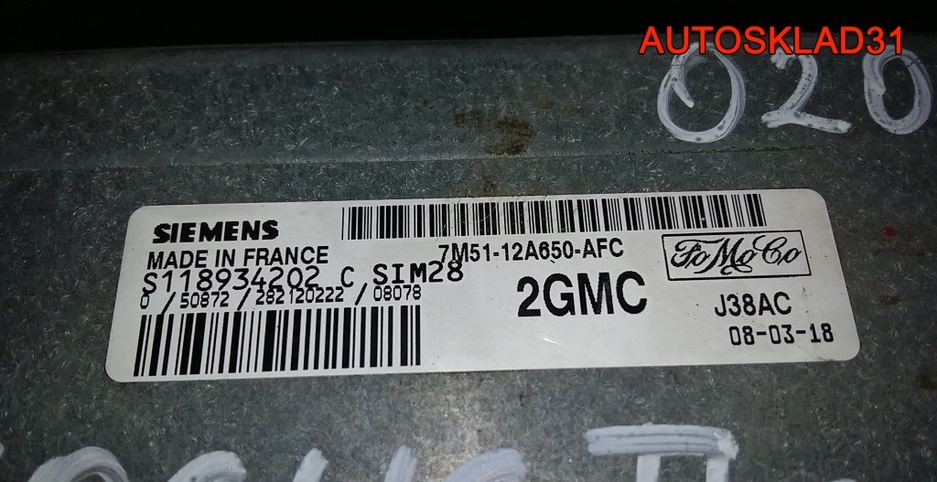 AUTOSKLAD31
020
SIEMENS
MADE IN FRANCE
7M51-12A650-AFC
FoMoCo
S118934202 C SIM28
0 / 50872 / 282120222 / 08078
2GMC
J38AC
08-03-18